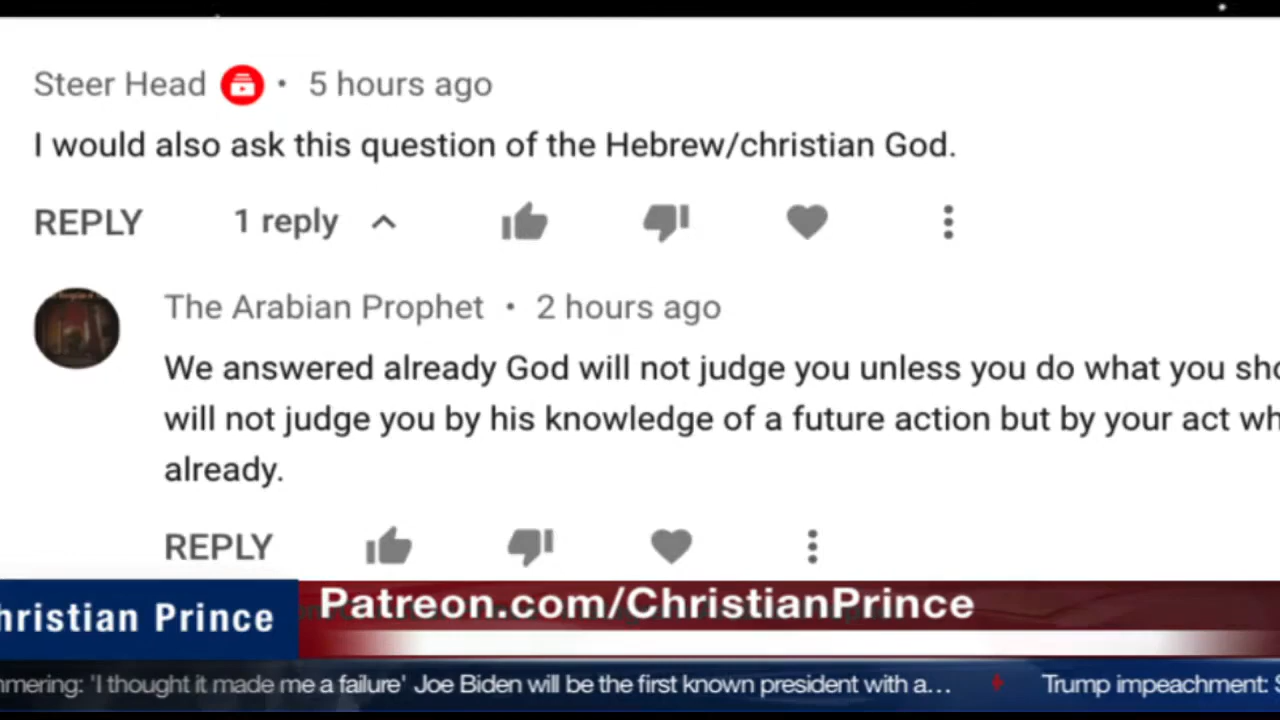 Steer Head • 5 hours ago
I would also ask this question of the Hebrew/christian God.
REPLY 1 reply
The Arabian Prophet • 2 hours ago
We answered already God will not judge you unless you do what you sho
will not judge you by his knowledge of a future action but by your act wh
already.
REPLY
hristian Prince
Patreon.com/ChristianPrince
mmering: 'I thought it made me a failure' Joe Biden will be the first known president with a... Trump impeachment: S